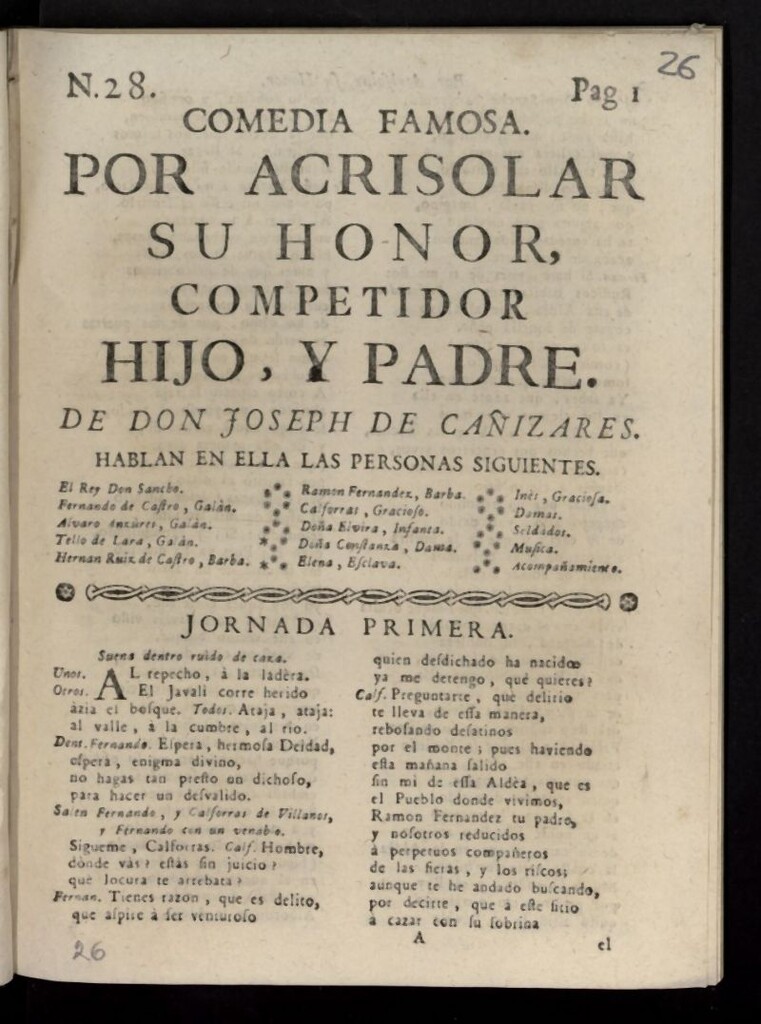 26
N.28. Pag 1
COMEDIA FAMOSA.
POR ACRISOLAR
SU HONOR,
COMPETIDOR
HIJO, Y PADRE.
DE DON JOSEPH DE CAÑIZARES.
HABLAN EN ELLA LAS PERSONAS SIGUIENTES.
El Rey Don Sancho.
Fernando de Caſtro, Galàn.
Alvaro Anzures, Galàn.
Tello de Lara, Galàn.
Hernan Ruiz de Caſtro, Barba.
Ramon Fernandez, Barba.
Calforras, Gracioſo.
Doña Elvira, Infanta.
Doña Conſtanza, Dama.
Elena, Eſclava.
Inès, Gracioſa.
Damas.
Soldados.
Muſica.
Acompañamiento.
JORNADA PRIMERA.
Suena dentro ruido de caza.
Unos. AL repecho, à la ladèra.
Otros. El Javalì corre herido
àzia el boſque. Todos. Ataja, ataja:
al valle, à la cumbre, al rio.
Dent. Fernando. Eſpera, hermoſa Deidad,
eſpera, enigma divino,
no hagas tan preſto un dichoſo,
para hacer un deſvalido.
Salen Fernando, y Calforras de Villanos,
y Fernando con un venablo.
Sigueme, Calforras. Calf. Hombre,
dònde vàs? eſtàs ſin juicio?
què locura te arrebata?
Fernan. Tienes razon, que es delito,
que aſpire à ſer venturoſo
quien deſdichado ha nacido:
ya me detengo, què quieres?
Calf. Preguntarte, què delirio
te lleva de eſſa manera,
reboſando deſatinos
por el monte; pues haviendo
eſta mañana ſalido
ſin mi de eſſa Aldèa, que es
el Pueblo donde vivimos,
Ramon Fernandez tu padre,
y noſotros reducidos
à perpetuos compañeros
de las fieras, y los riſcos;
aunque te he andado buſcando,
por decirte, que à eſte ſitio
à cazar con ſu ſobrina
A el
26